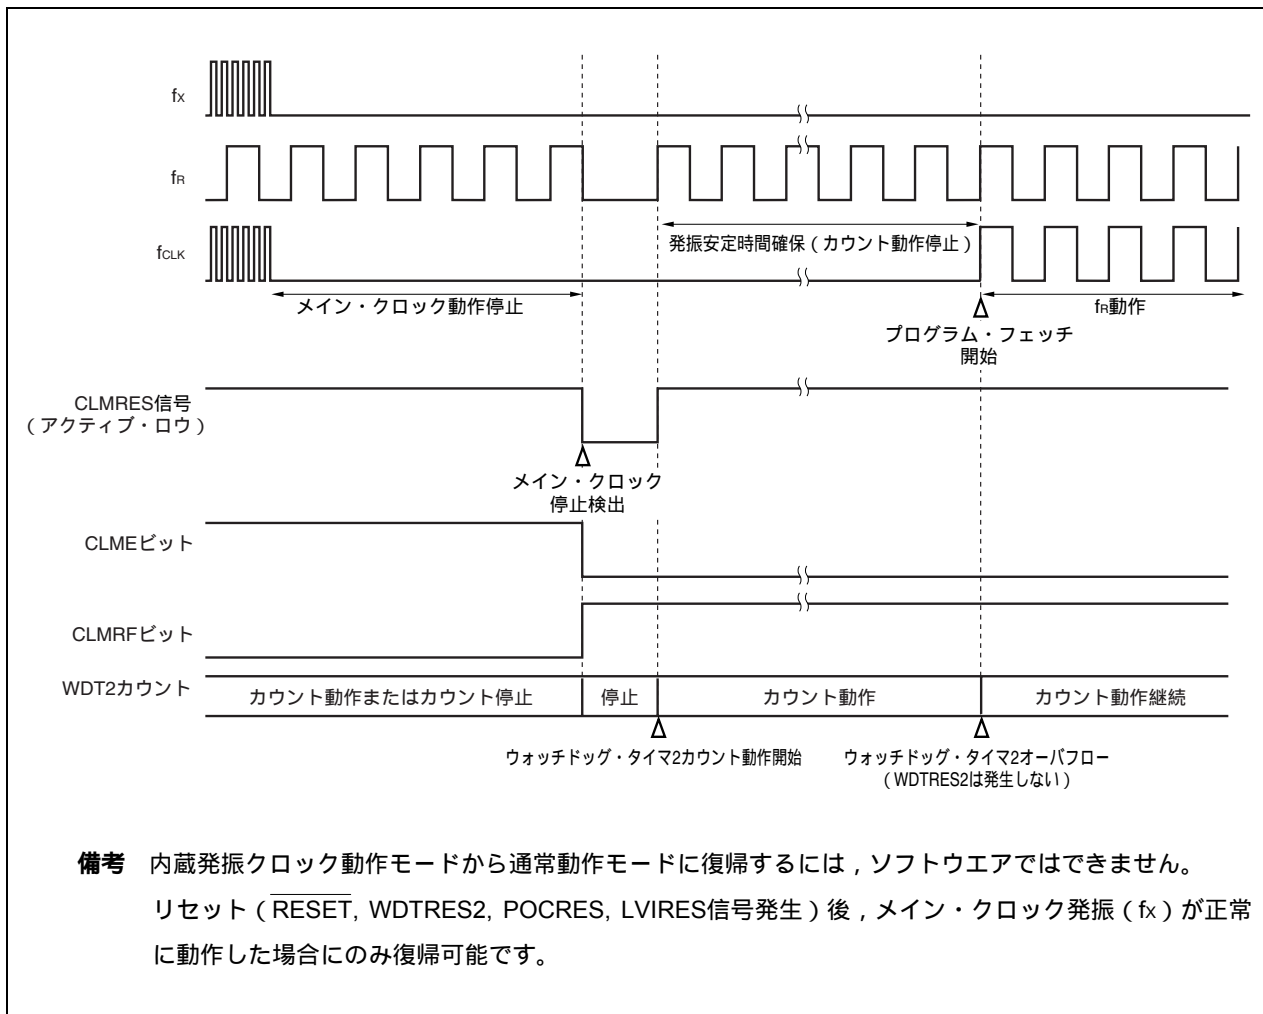 fX
fR
発振安定時間確保（カウント動作停止）
fCLK
メイン・クロック動作停止
fR動作
プログラム・フェッチ
開始
CLMRES信号
（アクティブ・ロウ）
メイン・クロック
停止検出
CLMEビット
CLMRFビット
WDT2カウント
カウント動作またはカウント停止 停止 カウント動作 カウント動作継続
ウォッチドッグ・タイマ2カウント動作開始
ウォッチドッグ・タイマ2オーバフロー
（WDTRES2は発生しない）
備考 内蔵発振クロック動作モードから通常動作モードに復帰するには，ソフトウエアではできません。
リセット（RESET, WDTRES2, POCRES, LVIRES信号発生）後，メイン・クロック発振（fX）が正常
に動作した場合にのみ復帰可能です。